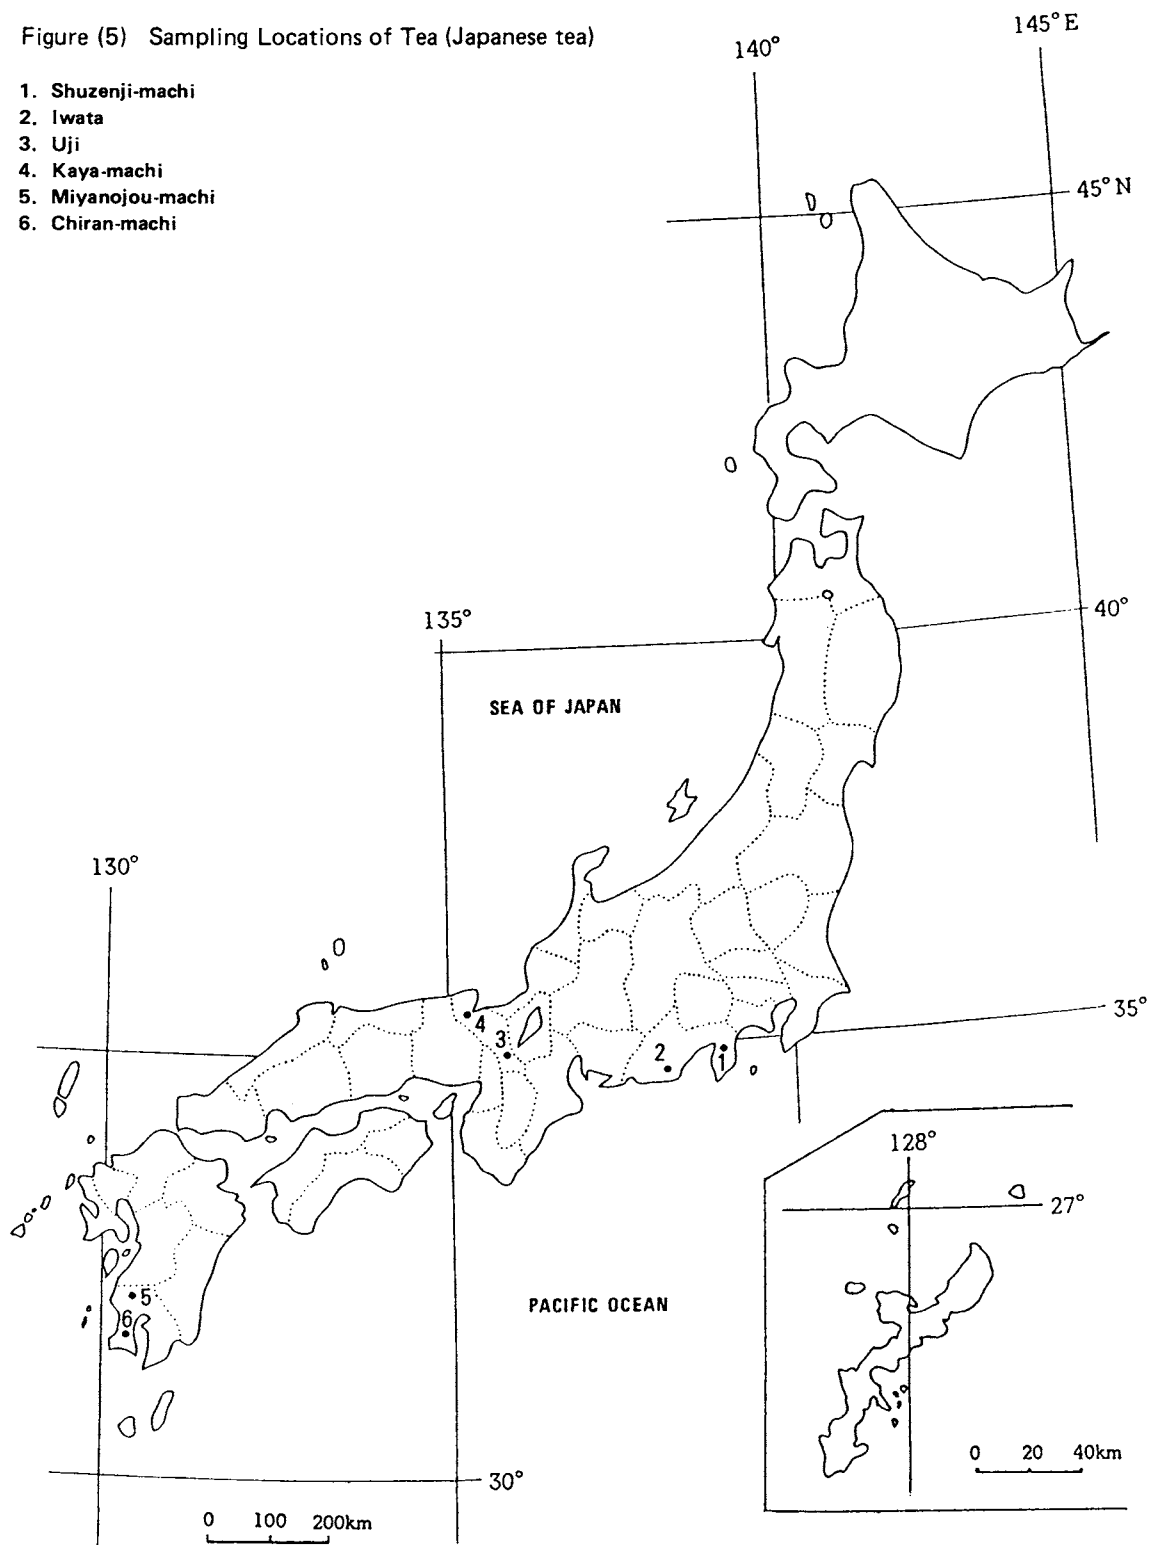 Figure (5) Sampling Locations of Tea (Japanese tea)
1. Shuzenji-machi
2. Iwata
3. Uji
4. Kaya-machi
5. Miyanojou-machi
6. Chiran-machi
145° E
140°
45° N
40°
135°
SEA OF JAPAN
130°
35°
4
3
2
1
128°
27°
5
6
PACIFIC OCEAN
0 20 40km
30°
0 100 200km